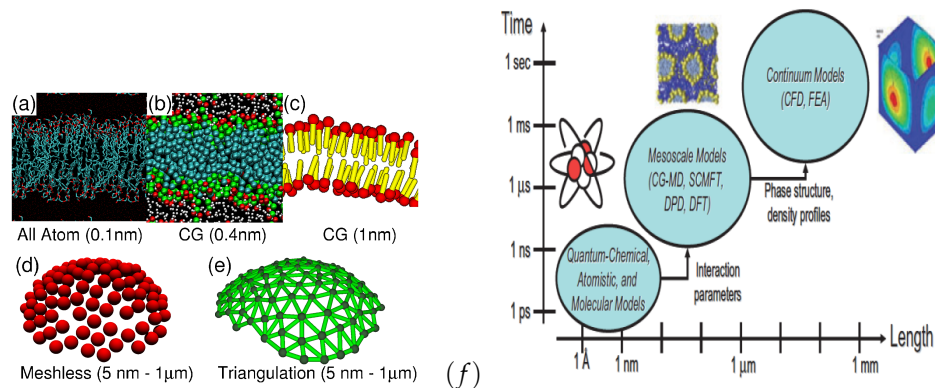 (a)
(b)
(c)
All Atom (0.1nm)
CG (0.4nm)
CG (1nm)
(d)
(e)
Meshless (5 nm - 1μm)
Triangulation (5 nm - 1μm)
(f)
Time
1 sec
1 ms
1 μs
1 ns
1 ps
Continuum Models
(CFD, FEA)
Mesoscale Models
(CG-MD, SCMFT,
DPD, DFT)
Phase structure,
density profiles
Quantum-Chemical,
Atomistic, and
Molecular Models
Interaction
parameters
1 Å
1 nm
1 μm
1 mm
Length